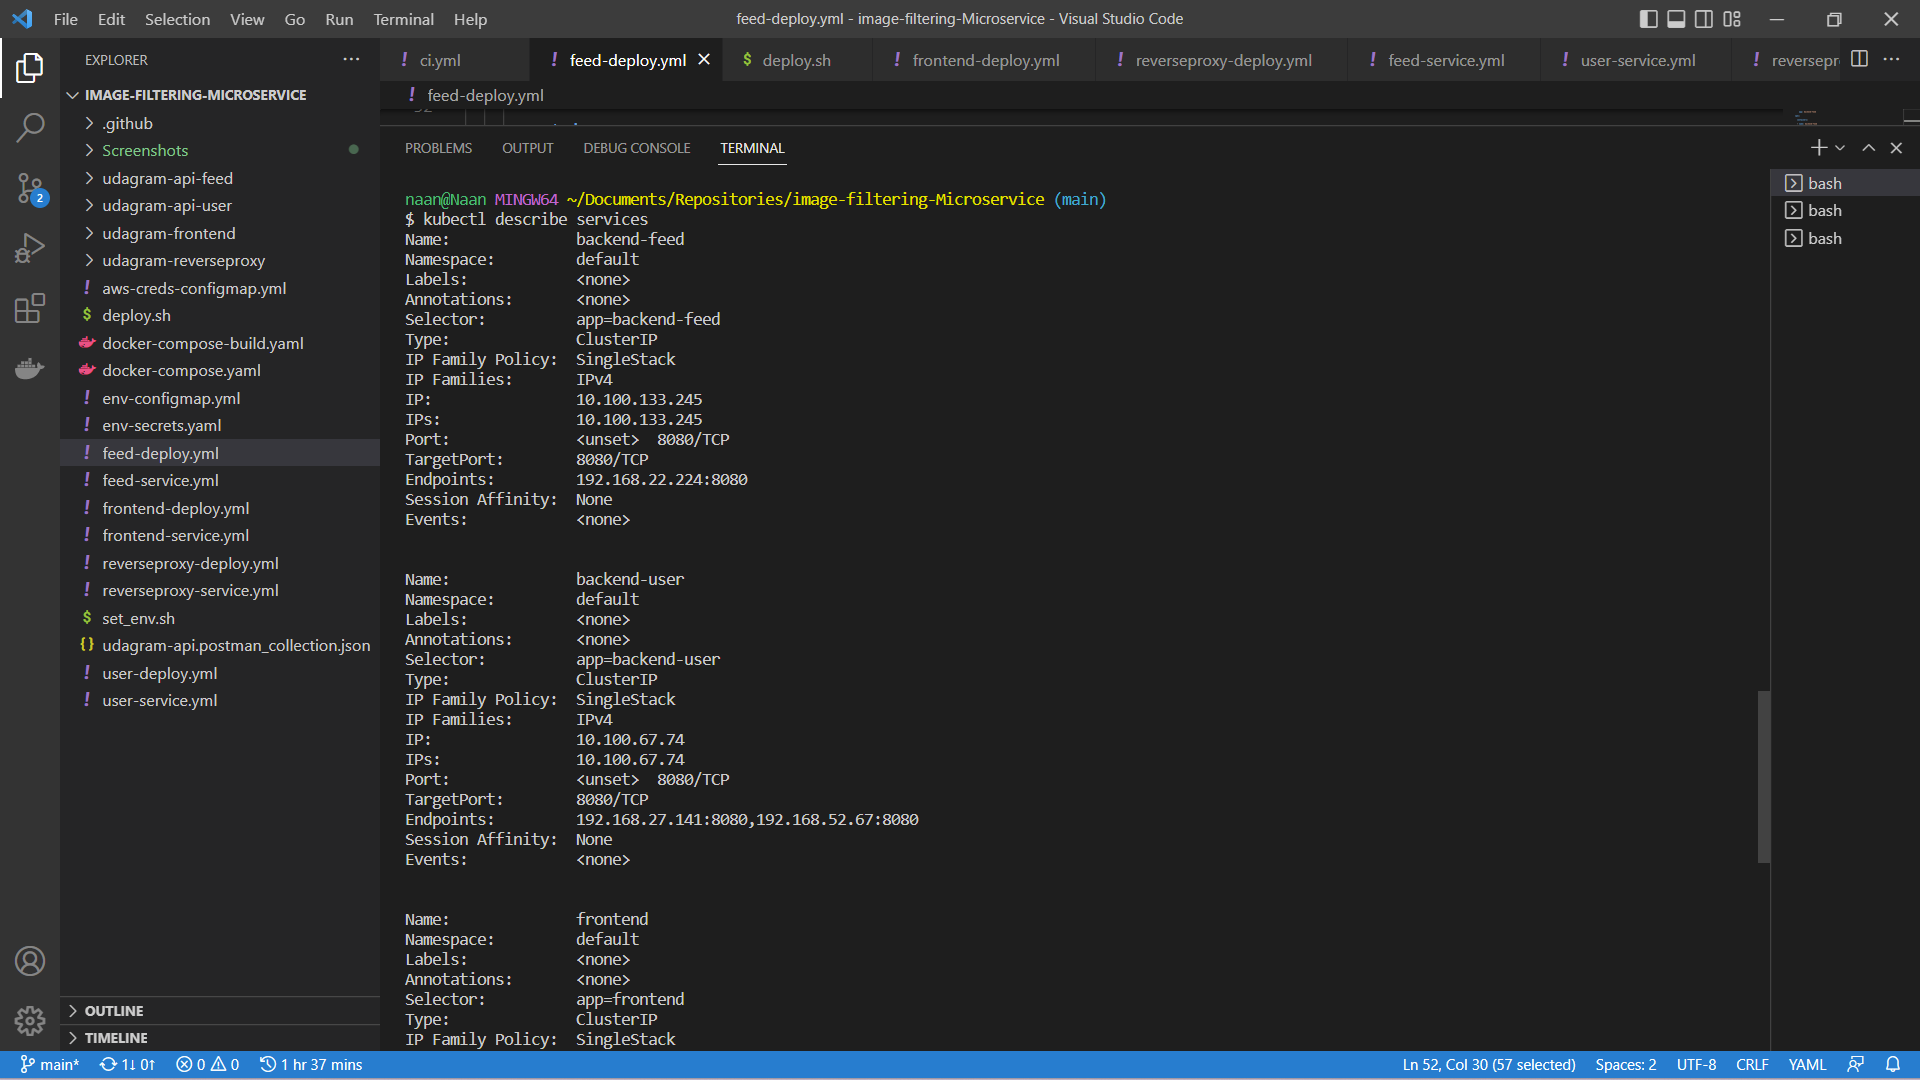 File Edit Selection View Go Run Terminal Help
feed-deploy.yml - image-filtering-Microservice - Visual Studio Code
EXPLORER
IMAGE-FILTERING-MICROSERVICE
.github
Screenshots
udagram-api-feed
udagram-api-user
udagram-frontend
udagram-reverseproxy
! aws-creds-configmap.yml
$ deploy.sh
docker-compose-build.yaml
docker-compose.yaml
! env-configmap.yml
! env-secrets.yaml
! feed-deploy.yml
! feed-service.yml
! frontend-deploy.yml
! frontend-service.yml
! reverseproxy-deploy.yml
! reverseproxy-service.yml
$ set_env.sh
{} udagram-api.postman_collection.json
! user-deploy.yml
! user-service.yml
OUTLINE
TIMELINE
2
! ci.yml ! feed-deploy.yml $ deploy.sh ! frontend-deploy.yml ! reverseproxy-deploy.yml ! feed-service.yml ! user-service.yml ! reversepr
! feed-deploy.yml
PROBLEMS OUTPUT DEBUG CONSOLE TERMINAL
naan@Naan MINGW64 ~/Documents/Repositories/image-filtering-Microservice (main)
$ kubectl describe services
Name: backend-feed
Namespace: default
Labels: <none>
Annotations: <none>
Selector: app=backend-feed
Type: ClusterIP
IP Family Policy: SingleStack
IP Families: IPv4
IP: 10.100.133.245
IPs: 10.100.133.245
Port: <unset> 8080/TCP
TargetPort: 8080/TCP
Endpoints: 192.168.22.224:8080
Session Affinity: None
Events: <none>
Name: backend-user
Namespace: default
Labels: <none>
Annotations: <none>
Selector: app=backend-user
Type: ClusterIP
IP Family Policy: SingleStack
IP Families: IPv4
IP: 10.100.67.74
IPs: 10.100.67.74
Port: <unset> 8080/TCP
TargetPort: 8080/TCP
Endpoints: 192.168.27.141:8080,192.168.52.67:8080
Session Affinity: None
Events: <none>
Name: frontend
Namespace: default
Labels: <none>
Annotations: <none>
Selector: app=frontend
Type: ClusterIP
IP Family Policy: SingleStack
bash
bash
bash
main* 1↓ 0↑ 0 0 1 hr 37 mins
Ln 52, Col 30 (57 selected) Spaces: 2 UTF-8 CRLF YAML